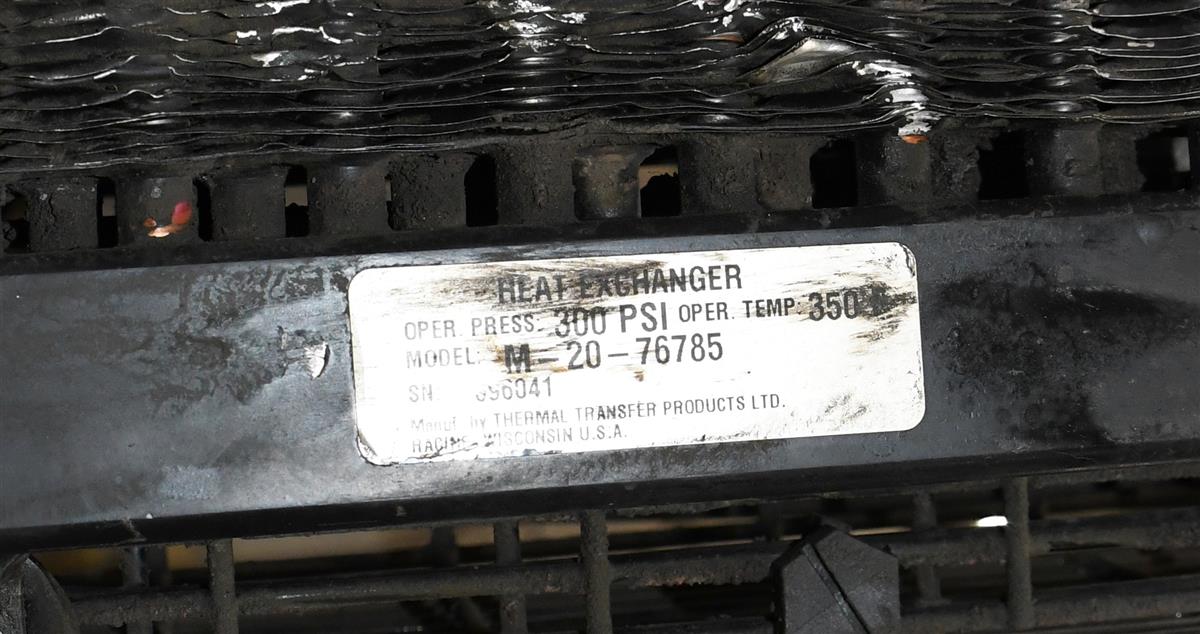 HEAT EXCHANGER
OPER. PRESS. 300 PSI OPER. TEMP. 350 F
MODEL: M-20-76785
SN:
Manuf. by THERMAL TRANSFER PRODUCTS LTD.
RACINE, WISCONSIN U.S.A.